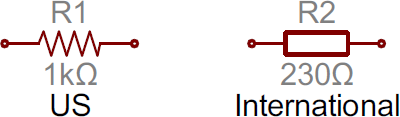 R1
1kΩ
US
R2
230Ω
International